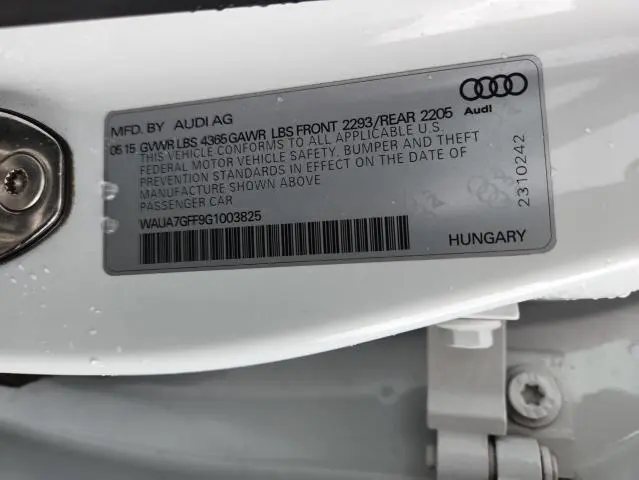 MFD. BY AUDI AG
05 15 GVWR LBS 4365 GAWR LBS FRONT 2293/REAR 2205
THIS VEHICLE CONFORMS TO ALL APPLICABLE U.S.
FEDERAL MOTOR VEHICLE SAFETY, BUMPER AND THEFT
PREVENTION STANDARDS IN EFFECT ON THE DATE OF
MANUFACTURE SHOWN ABOVE
PASSENGER CAR
WAUA7GFF9G1003825
HUNGARY
Audi
2310242